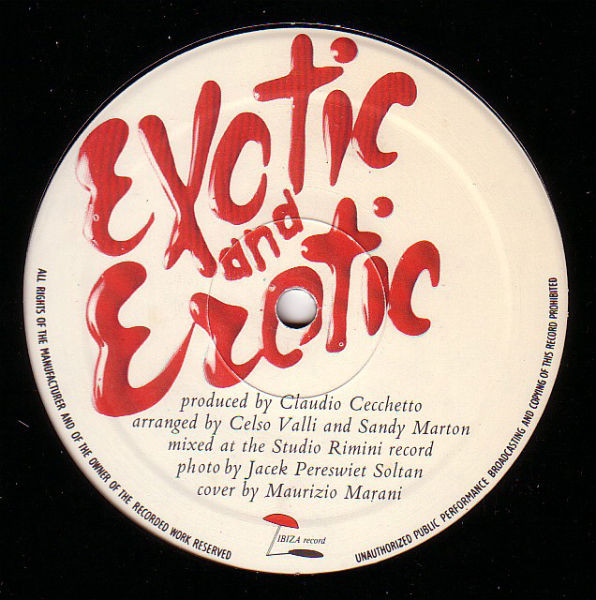 Exotic
and
Erotic
produced by Claudio Cecchetto
arranged by Celso Valli and Sandy Marton
mixed at the Studio Rimini record
photo by Jacek Pereswiet Soltan
cover by Maurizio Marani
IBIZA record
ALL RIGHTS OF THE MANUFACTURER AND OF THE OWNER OF THE RECORDED WORK RESERVED
UNAUTHORIZED PUBLIC PERFORMANCE BROADCASTING AND COPYING OF THIS RECORD PROHIBITED